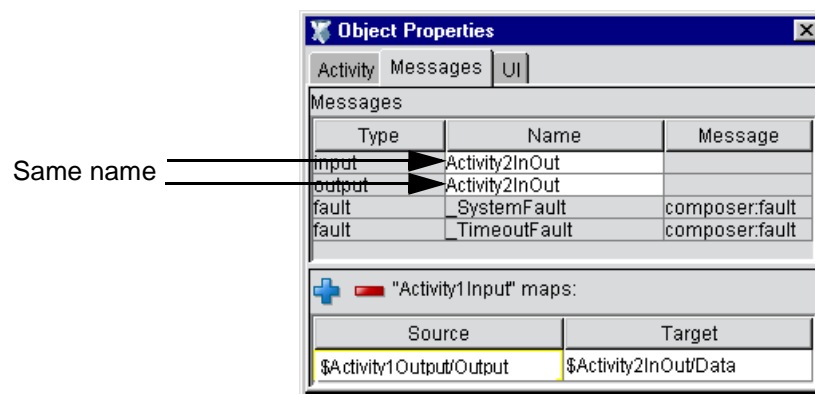 Object Properties
Activity Messages UI
Messages
Type Name Message
Same name
input Activity2InOut
output Activity2InOut
fault _SystemFault composer:fault
fault _TimeoutFault composer:fault
"Activity1Input" maps:
Source Target
$Activity1Output/Output $Activity2InOut/Data